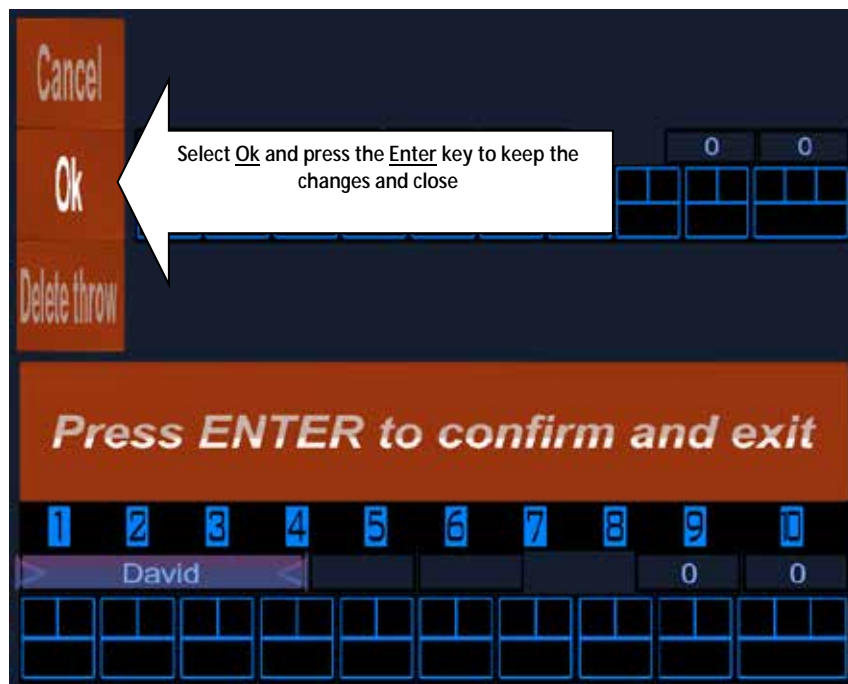 Cancel
Select Ok and press the Enter key to keep the
changes and close
0 0
Ok
Delete throw
Press ENTER to confirm and exit
1 2 3 4 5 6 7 8 9 10
> David < 0 0